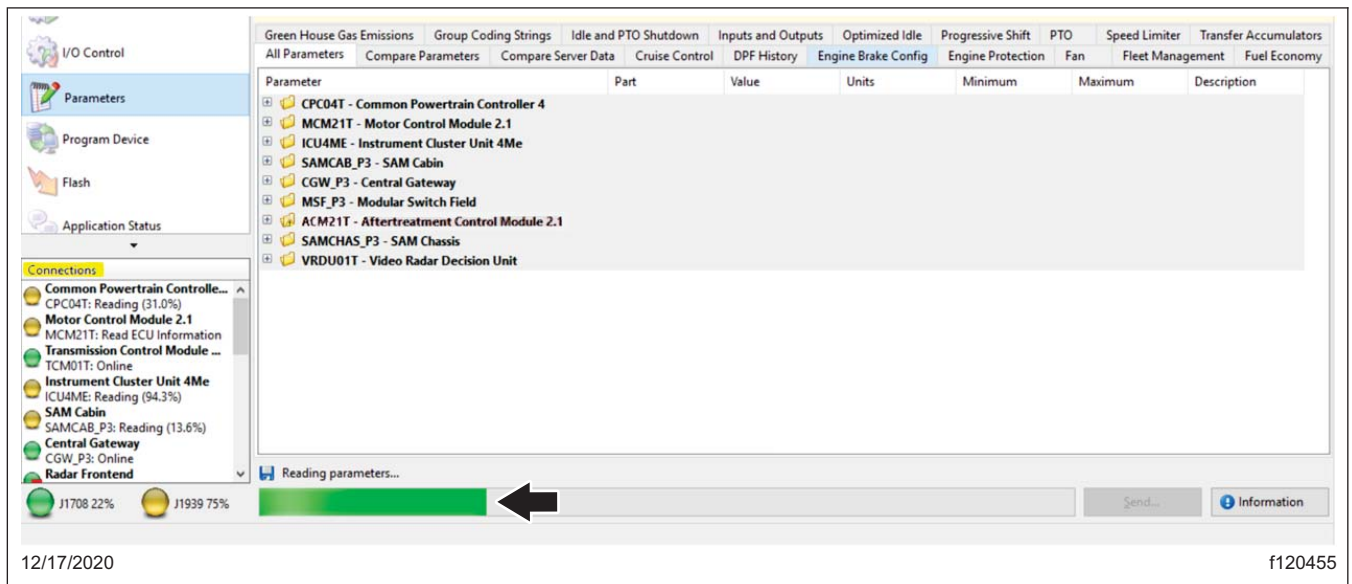 I/O Control
Parameters
Program Device
Flash
Application Status
Connections
Common Powertrain Controlle...
CPC04T: Reading (31.0%)
Motor Control Module 2.1
MCM21T: Read ECU Information
Transmission Control Module ...
TCM01T: Online
Instrument Cluster Unit 4Me
ICU4ME: Reading (94.3%)
SAM Cabin
SAMCAB_P3: Reading (13.6%)
Central Gateway
CGW_P3: Online
Radar Frontend
J1708 22% J1939 75%
Green House Gas Emissions Group Coding Strings Idle and PTO Shutdown Inputs and Outputs Optimized Idle Progressive Shift PTO Speed Limiter Transfer Accumulators
All Parameters Compare Parameters Compare Server Data Cruise Control DPF History Engine Brake Config Engine Protection Fan Fleet Management Fuel Economy
Parameter Part Value Units Minimum Maximum Description
CPC04T - Common Powertrain Controller 4
MCM21T - Motor Control Module 2.1
ICU4ME - Instrument Cluster Unit 4Me
SAMCAB_P3 - SAM Cabin
CGW_P3 - Central Gateway
MSF_P3 - Modular Switch Field
ACM21T - Aftertreatment Control Module 2.1
SAMCHAS_P3 - SAM Chassis
VRDU01T - Video Radar Decision Unit
Reading parameters...
Send... Information
12/17/2020 f120455